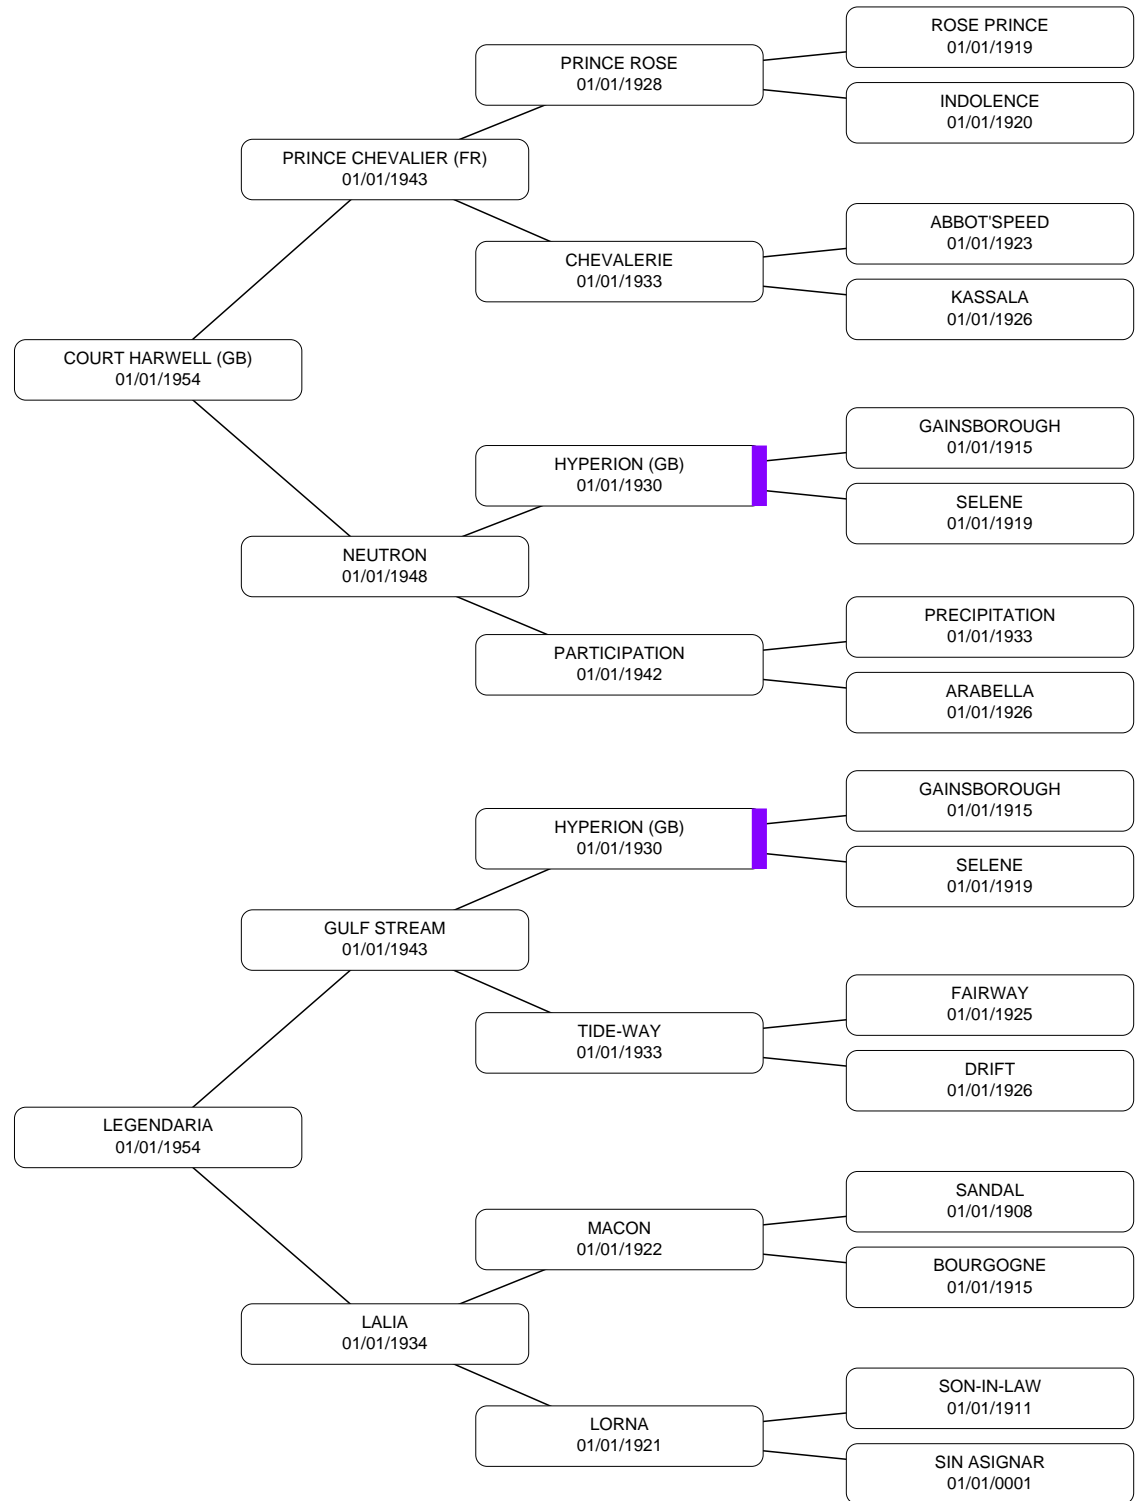 ROSE PRINCE
01/01/1919
PRINCE ROSE
01/01/1928
INDOLENCE
01/01/1920
PRINCE CHEVALIER (FR)
01/01/1943
ABBOT'SPEED
01/01/1923
CHEVALERIE
01/01/1933
KASSALA
01/01/1926
COURT HARWELL (GB)
01/01/1954
GAINSBOROUGH
01/01/1915
HYPERION (GB)
01/01/1930
SELENE
01/01/1919
NEUTRON
01/01/1948
PRECIPITATION
01/01/1933
PARTICIPATION
01/01/1942
ARABELLA
01/01/1926
GAINSBOROUGH
01/01/1915
HYPERION (GB)
01/01/1930
SELENE
01/01/1919
GULF STREAM
01/01/1943
FAIRWAY
01/01/1925
TIDE-WAY
01/01/1933
DRIFT
01/01/1926
LEGENDARIA
01/01/1954
SANDAL
01/01/1908
MACON
01/01/1922
BOURGOGNE
01/01/1915
LALIA
01/01/1934
SON-IN-LAW
01/01/1911
LORNA
01/01/1921
SIN ASIGNAR
01/01/0001